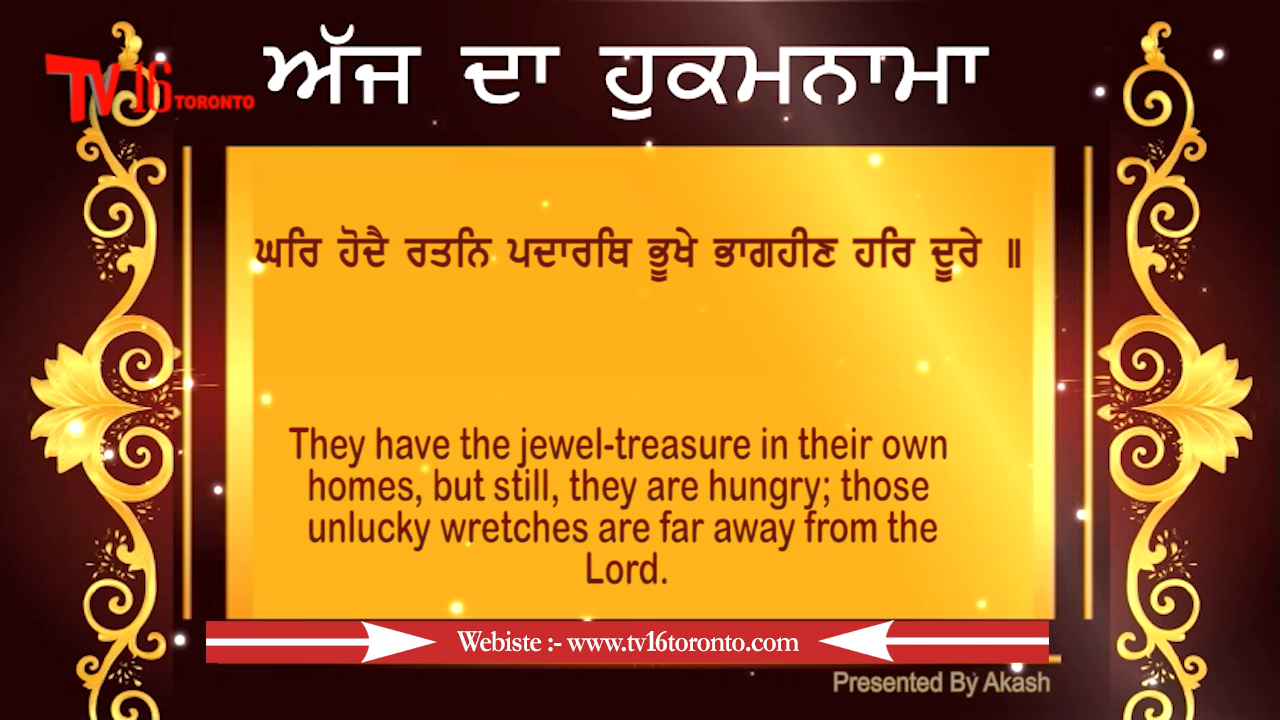 TV16 TORONTO
ਅੱਜ ਦਾ ਹੁਕਮਨਾਮਾ
ਘਰਿ ਹੋਦੈ ਰਤਨਿ ਪਦਾਰਥਿ ਭੂਖੇ ਭਾਗਹੀਣ ਹਰਿ ਦੂਰੇ ॥
They have the jewel-treasure in their own
homes, but still, they are hungry; those
unlucky wretches are far away from the
Lord.
Webiste :- www.tv16toronto.com
Presented By Akash